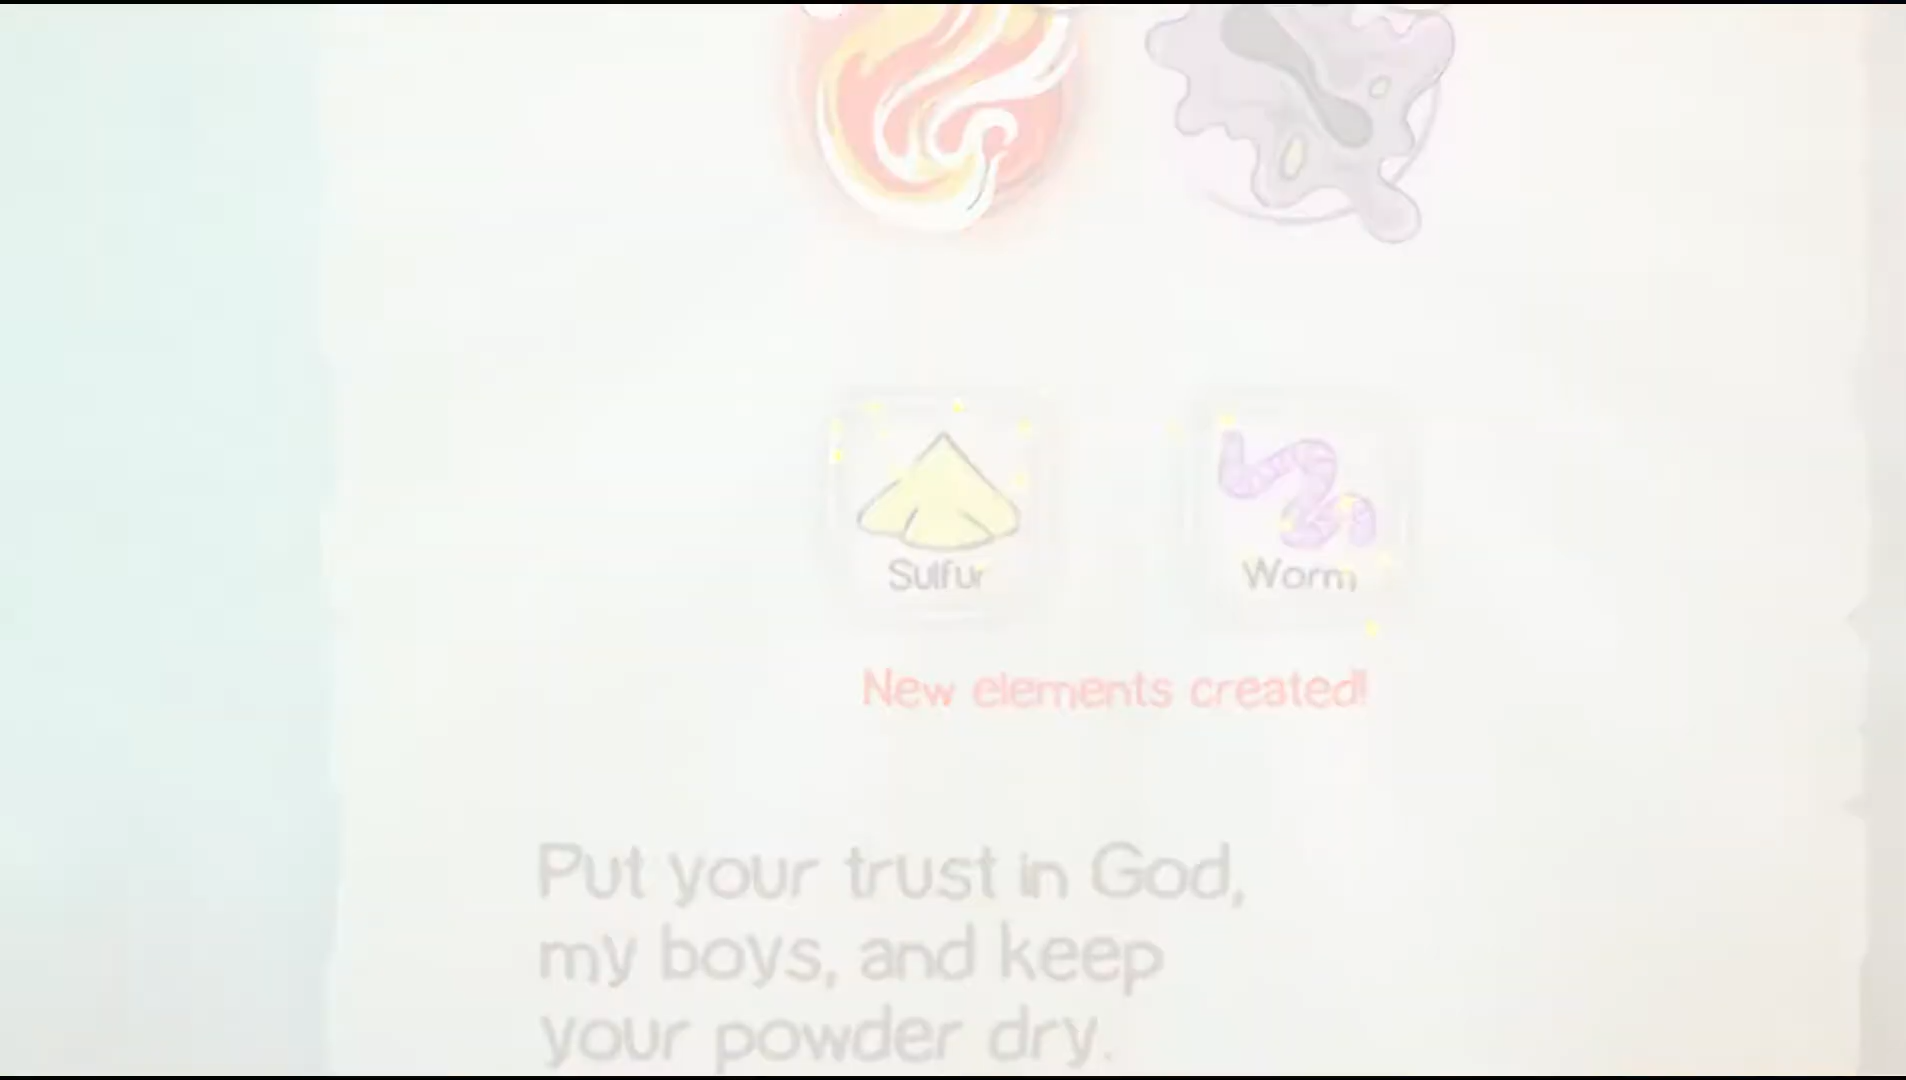 Sulfur
Worm
New elements created!
Put your trust in God,
my boys, and keep
your powder dry.